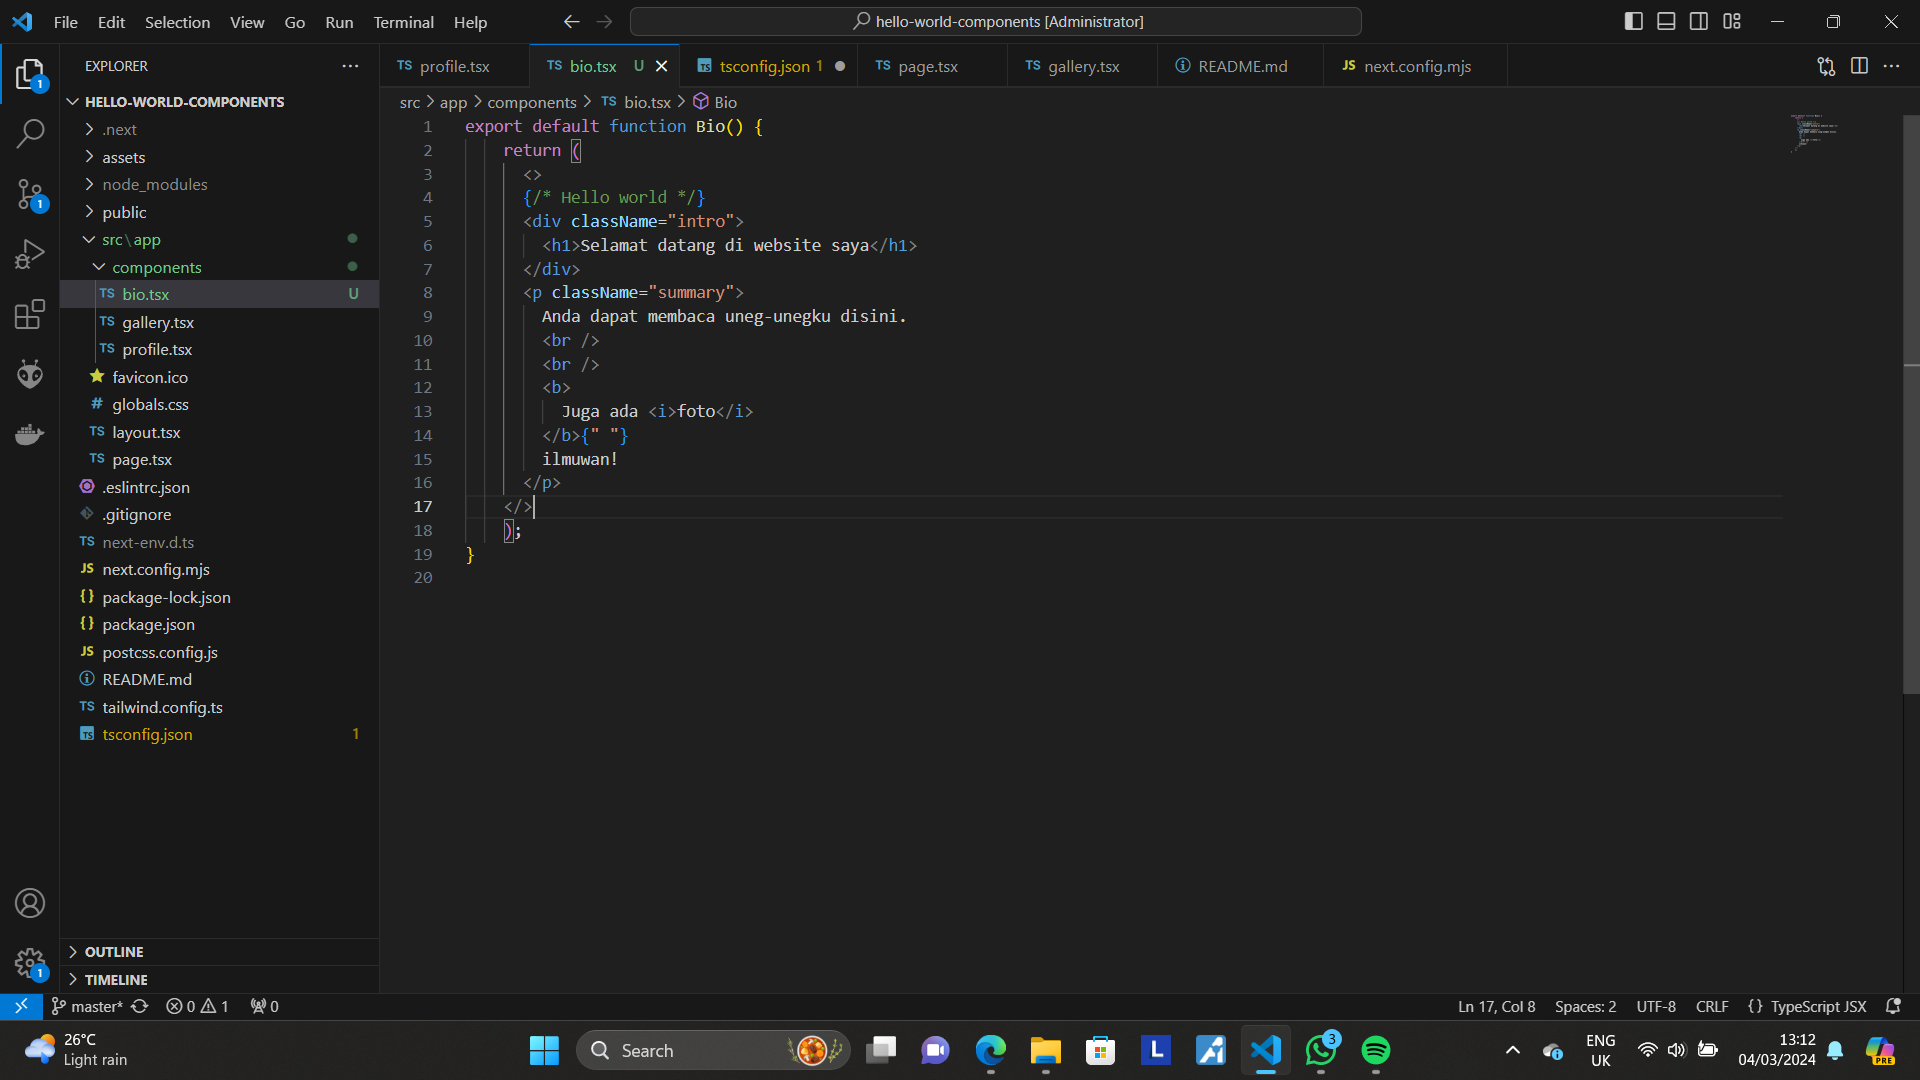 File Edit Selection View Go Run Terminal Help
hello-world-components [Administrator]
EXPLORER
HELLO-WORLD-COMPONENTS
.next
assets
node_modules
public
src\app
components
TS bio.tsx U
TS gallery.tsx
TS profile.tsx
favicon.ico
# globals.css
TS layout.tsx
TS page.tsx
.eslintrc.json
.gitignore
TS next-env.d.ts
JS next.config.mjs
{} package-lock.json
{} package.json
JS postcss.config.js
README.md
TS tailwind.config.ts
TS tsconfig.json 1
OUTLINE
TIMELINE
1
1
1
TS profile.tsx
TS bio.tsx U
TS tsconfig.json 1
TS page.tsx
TS gallery.tsx
README.md
JS next.config.mjs
src > app > components > TS bio.tsx > Bio
1 export default function Bio() {
2 return (
3 <>
4 {/* Hello world */}
5 <div className="intro">
6 <h1>Selamat datang di website saya</h1>
7 </div>
8 <p className="summary">
9 Anda dapat membaca uneg-unegku disini.
10 <br />
11 <br />
12 <b>
13 Juga ada <i>foto</i>
14 </b>{" "}
15 ilmuwan!
16 </p>
17 </>
18 );
19 }
20
master* 0 1 0
Ln 17, Col 8 Spaces: 2 UTF-8 CRLF {} TypeScript JSX
26°C
Light rain
Search
L
3
ENG
UK
13:12
04/03/2024
PRE